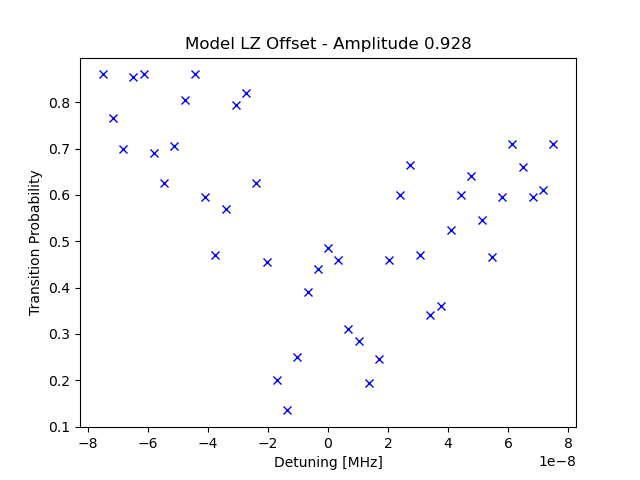 Model LZ Offset - Amplitude 0.928
Transition Probability
0.8
0.7
0.6
0.5
0.4
0.3
0.2
0.1
−8 −6 −4 −2 0 2 4 6 8
1e−8
Detuning [MHz]